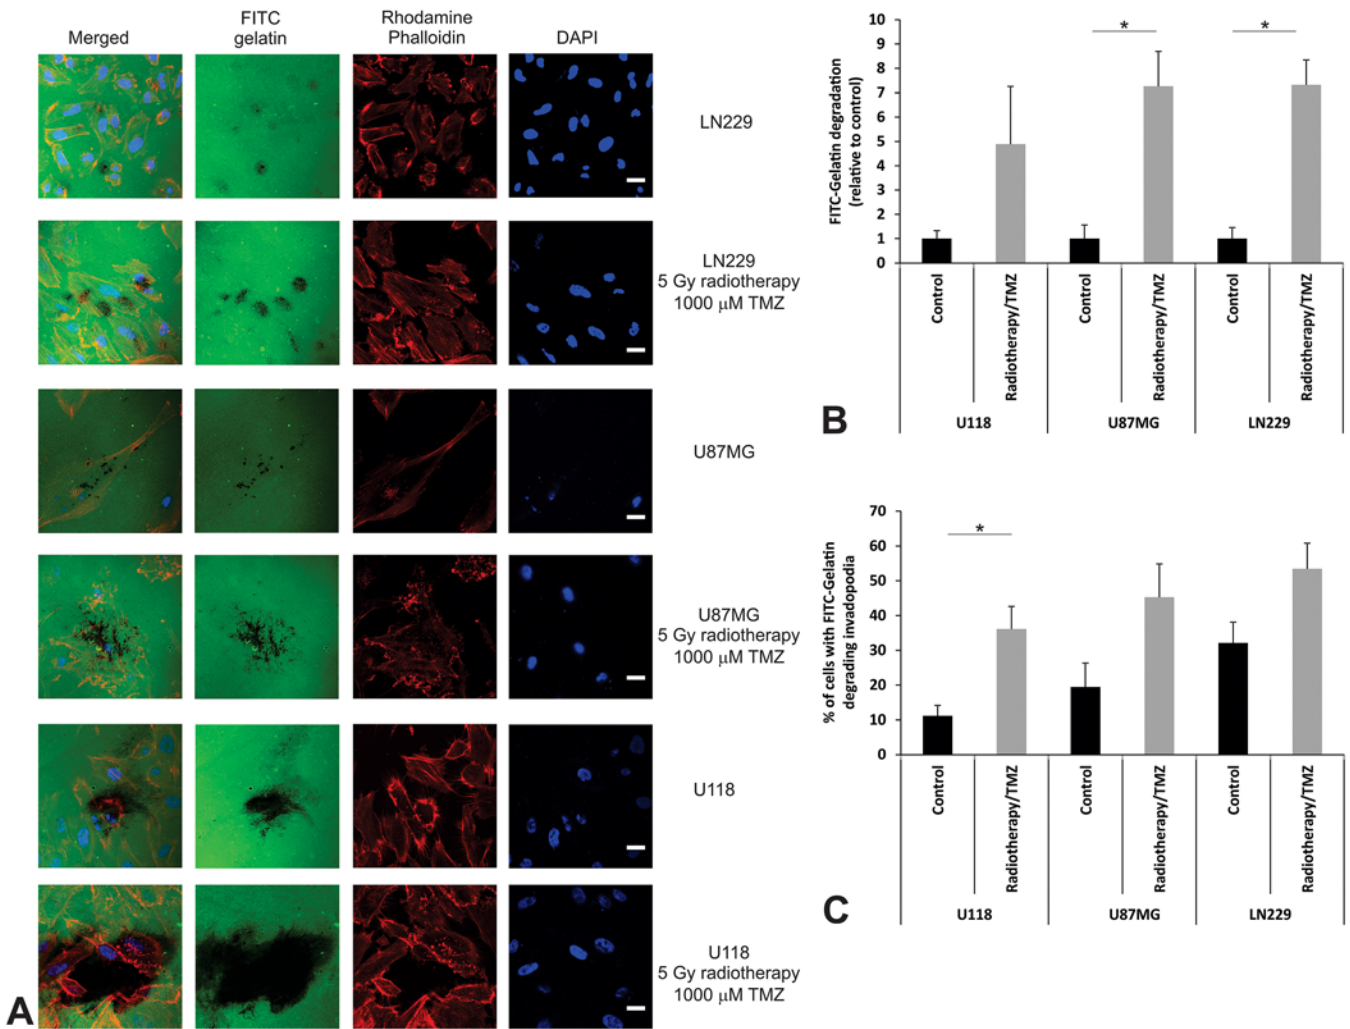 Merged
FITC
gelatin
Rhodamine
Phalloidin
DAPI
LN229
LN229
5 Gy radiotherapy
1000 μM TMZ
U87MG
U87MG
5 Gy radiotherapy
1000 μM TMZ
U118
U118
5 Gy radiotherapy
1000 μM TMZ
A
FITC-Gelatin degradation
(relative to control)
10
9
8
7
6
5
4
3
2
1
0
*
*
Control
Radiotherapy/TMZ
Control
Radiotherapy/TMZ
Control
Radiotherapy/TMZ
U118
U87MG
LN229
B
% of cells with FITC-Gelatin
degrading invadopodia
70
60
50
40
30
20
10
0
*
Control
Radiotherapy/TMZ
Control
Radiotherapy/TMZ
Control
Radiotherapy/TMZ
U118
U87MG
LN229
C